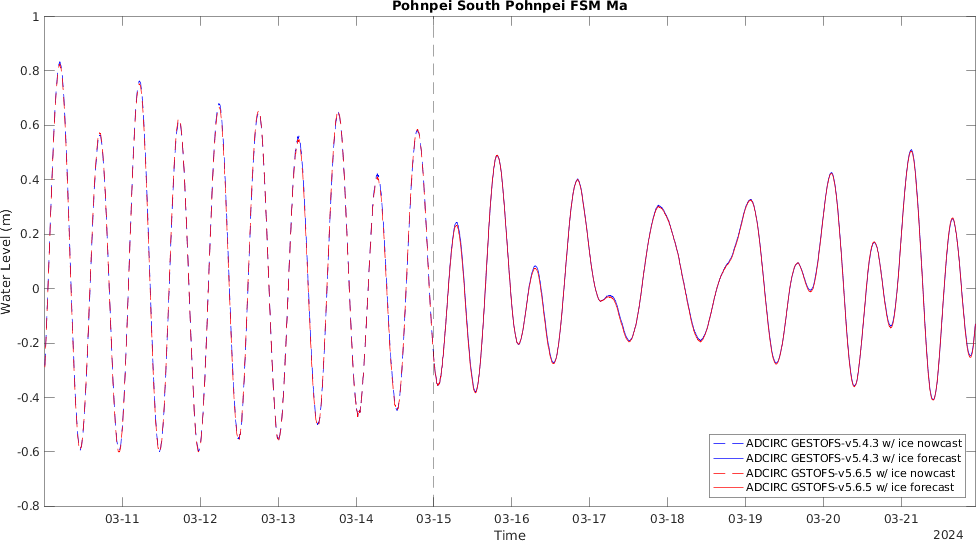 Pohnpei South Pohnpei FSM Ma
1
0.8
0.6
0.4
0.2
0
-0.2
-0.4
-0.6
-0.8
Water Level (m)
03-11 03-12 03-13 03-14 03-15 03-16 03-17 03-18 03-19 03-20 03-21
Time
2024
ADCIRC GESTOFS-v5.4.3 w/ ice nowcast
ADCIRC GESTOFS-v5.4.3 w/ ice forecast
ADCIRC GSTOFS-v5.6.5 w/ ice nowcast
ADCIRC GSTOFS-v5.6.5 w/ ice forecast